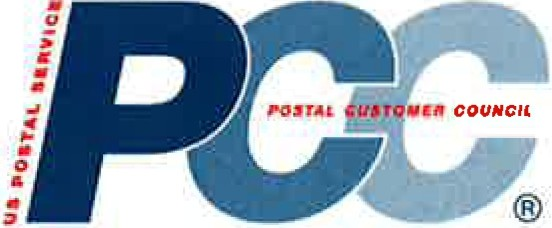 US POSTAL SERVICE
PCC
POSTAL CUSTOMER COUNCIL
®